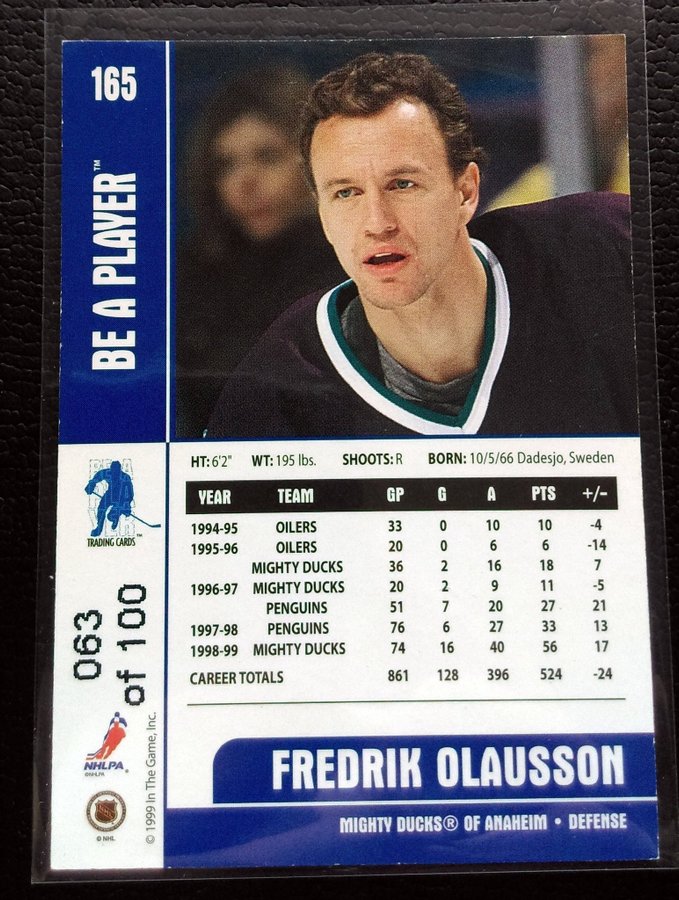 165
BE A PLAYER™
HT: 6'2" WT: 195 lbs. SHOOTS: R BORN: 10/5/66 Dadesjo, Sweden
YEAR TEAM GP G A PTS +/-
1994-95 OILERS 33 0 10 10 -4
1995-96 OILERS 20 0 6 6 -14
MIGHTY DUCKS 36 2 16 18 7
1996-97 MIGHTY DUCKS 20 2 9 11 -5
PENGUINS 51 7 20 27 21
1997-98 PENGUINS 76 6 27 33 13
1998-99 MIGHTY DUCKS 74 16 40 56 17
CAREER TOTALS 861 128 396 524 -24
BE A
PLAYER
TRADING CARDS™
063
of 100
NHLPA
©NHLPA
© NHL
© 1999 In The Game, Inc.
FREDRIK OLAUSSON
MIGHTY DUCKS® OF ANAHEIM • DEFENSE